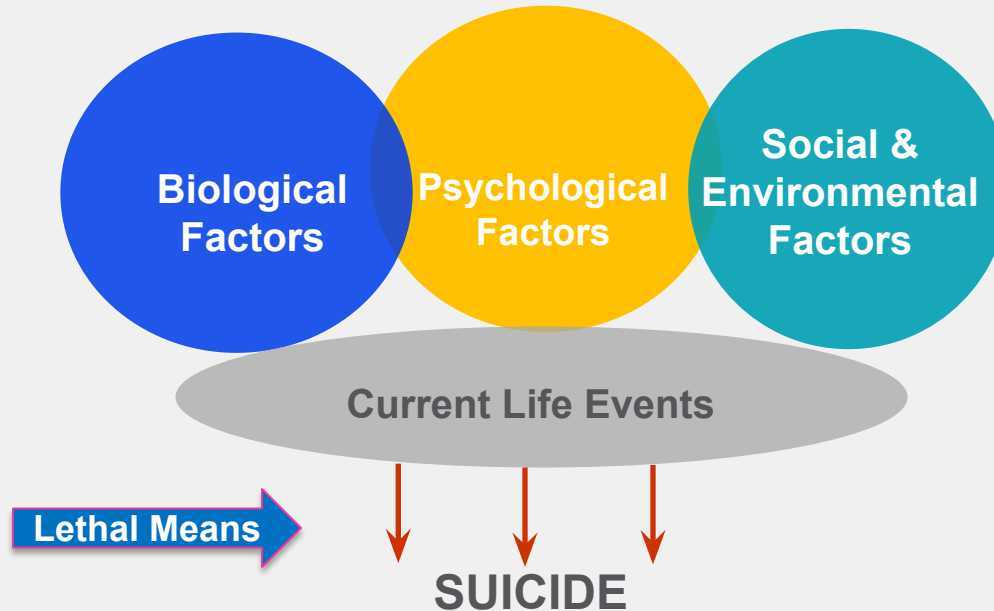 Biological
Factors
Psychological
Factors
Social &
Environmental
Factors
Current Life Events
Lethal Means
SUICIDE